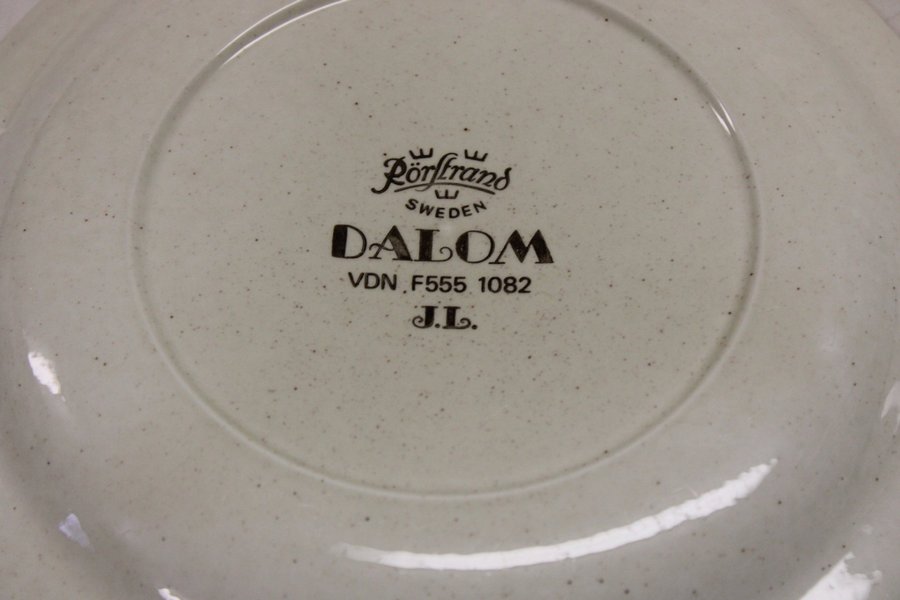 Rörstrand
SWEDEN
DALOM
VDN F555 1082
J.L.